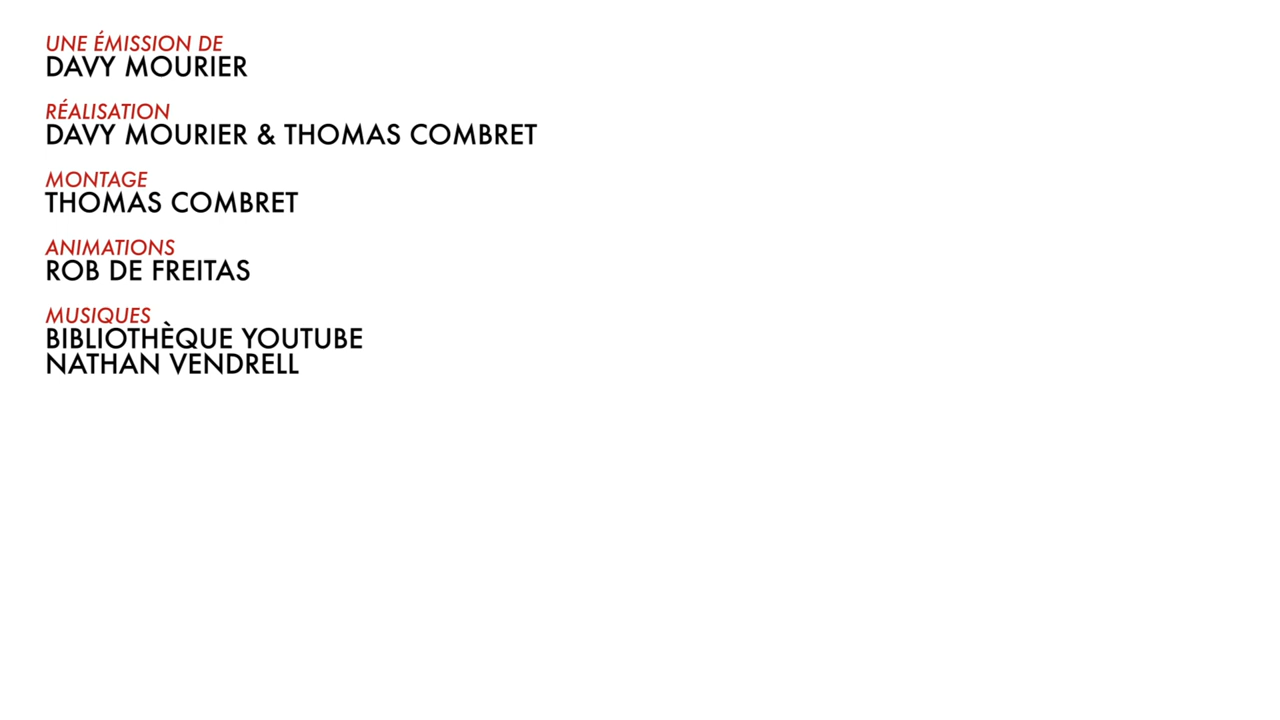 UNE ÉMISSION DE
DAVY MOURIER
RÉALISATION
DAVY MOURIER & THOMAS COMBRET
MONTAGE
THOMAS COMBRET
ANIMATIONS
ROB DE FREITAS
MUSIQUES
BIBLIOTHÈQUE YOUTUBE
NATHAN VENDRELL